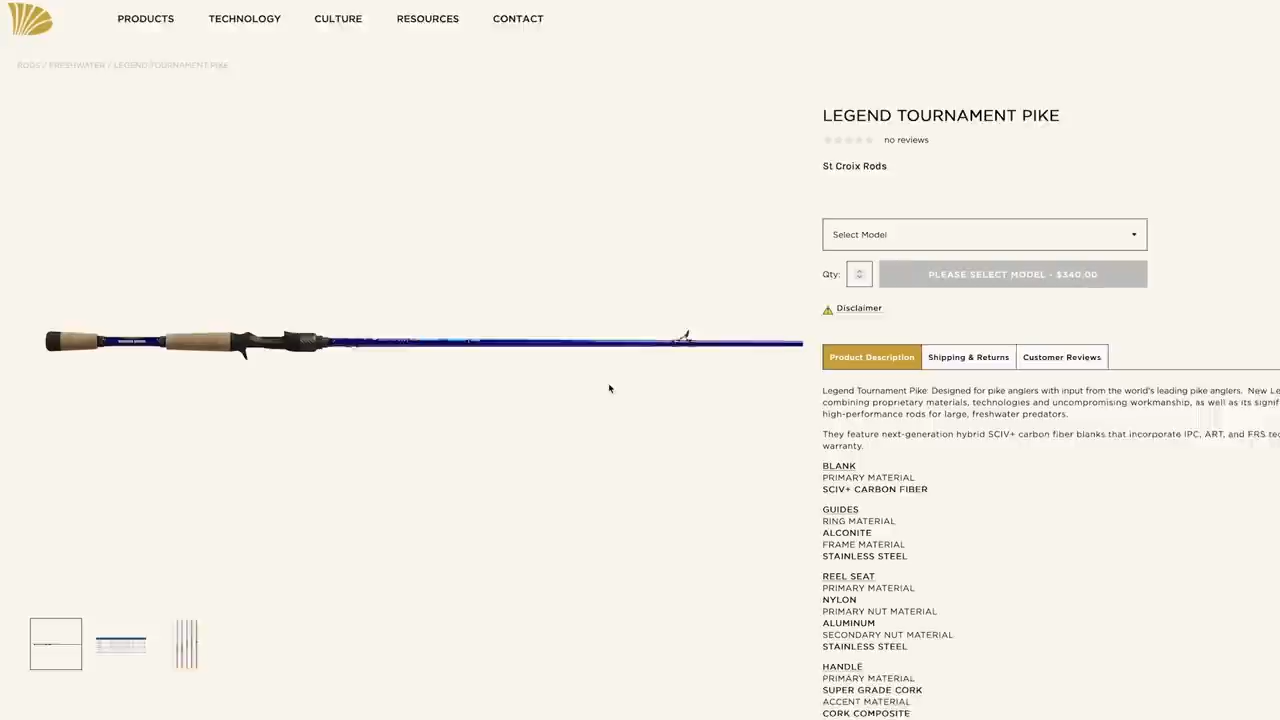 PRODUCTS TECHNOLOGY CULTURE RESOURCES CONTACT
RODS / FRESHWATER / LEGEND TOURNAMENT PIKE
LEGEND TOURNAMENT PIKE
no reviews
St Croix Rods
Select Model
Qty:
PLEASE SELECT MODEL - $340.00
Disclaimer
Product Description Shipping & Returns Customer Reviews
Legend Tournament Pike: Designed for pike anglers with input from the world's leading pike anglers. New Le
combining proprietary materials, technologies and uncompromising workmanship, as well as its signif
high-performance rods for large, freshwater predators.
They feature next-generation hybrid SCIV+ carbon fiber blanks that incorporate IPC, ART, and FRS tec
warranty.
BLANK
PRIMARY MATERIAL
SCIV+ CARBON FIBER
GUIDES
RING MATERIAL
ALCONITE
FRAME MATERIAL
STAINLESS STEEL
REEL SEAT
PRIMARY MATERIAL
NYLON
PRIMARY NUT MATERIAL
ALUMINUM
SECONDARY NUT MATERIAL
STAINLESS STEEL
HANDLE
PRIMARY MATERIAL
SUPER GRADE CORK
ACCENT MATERIAL
CORK COMPOSITE